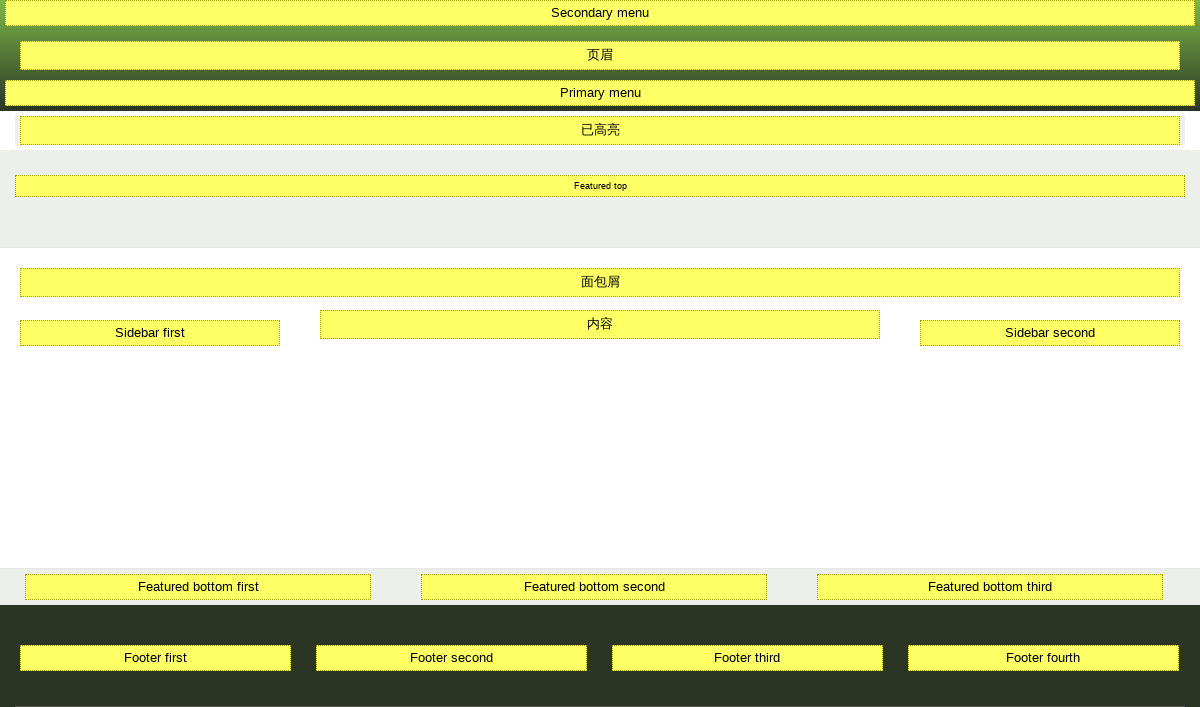 Secondary menu
页眉
Primary menu
已高亮
Featured top
面包屑
Sidebar first
内容
Sidebar second
Featured bottom first
Featured bottom second
Featured bottom third
Footer first
Footer second
Footer third
Footer fourth